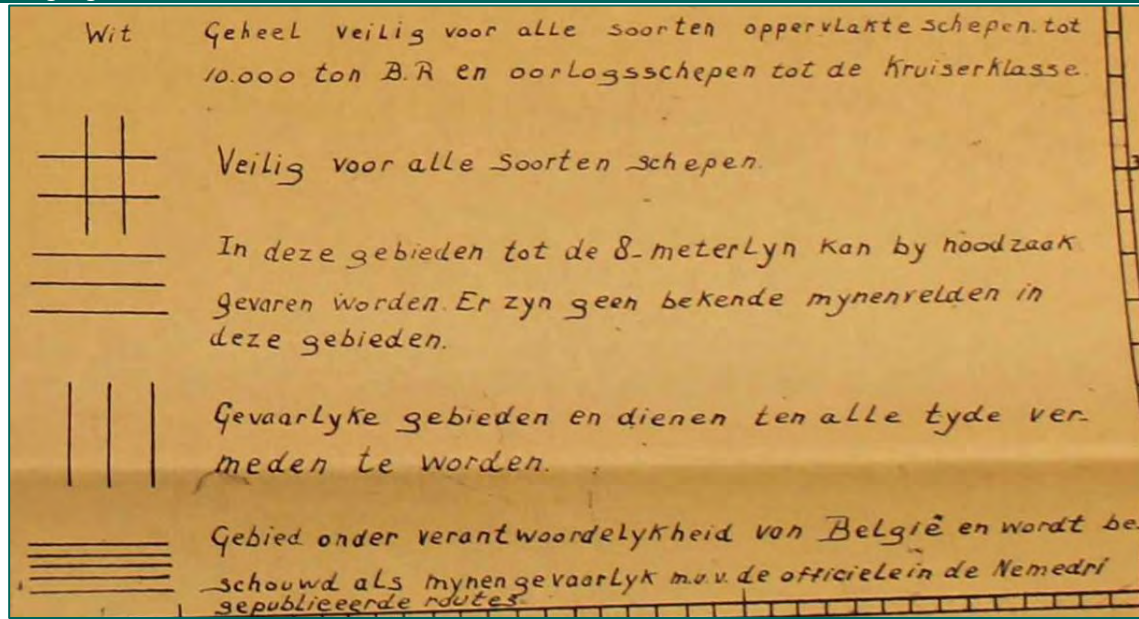 Wit Geheel veilig voor alle soorten oppervlakte schepen. tot
10.000 ton B.R en oorlogsschepen tot de Kruiserklasse.
Veilig voor alle soorten schepen.
In deze gebieden tot de 8-meterlyn kan by noodzaak
gevaren worden. Er zyn geen bekende mynenvelden in
deze gebieden.
Gevaarlyke gebieden en dienen ten alle tyde ver-
meden te worden.
Gebied onder verantwoordelykheid van België en wordt be-
schouwd als mynengevaarlyk m.u.v. de officiele in de Nemedri
gepubliceerde routes.